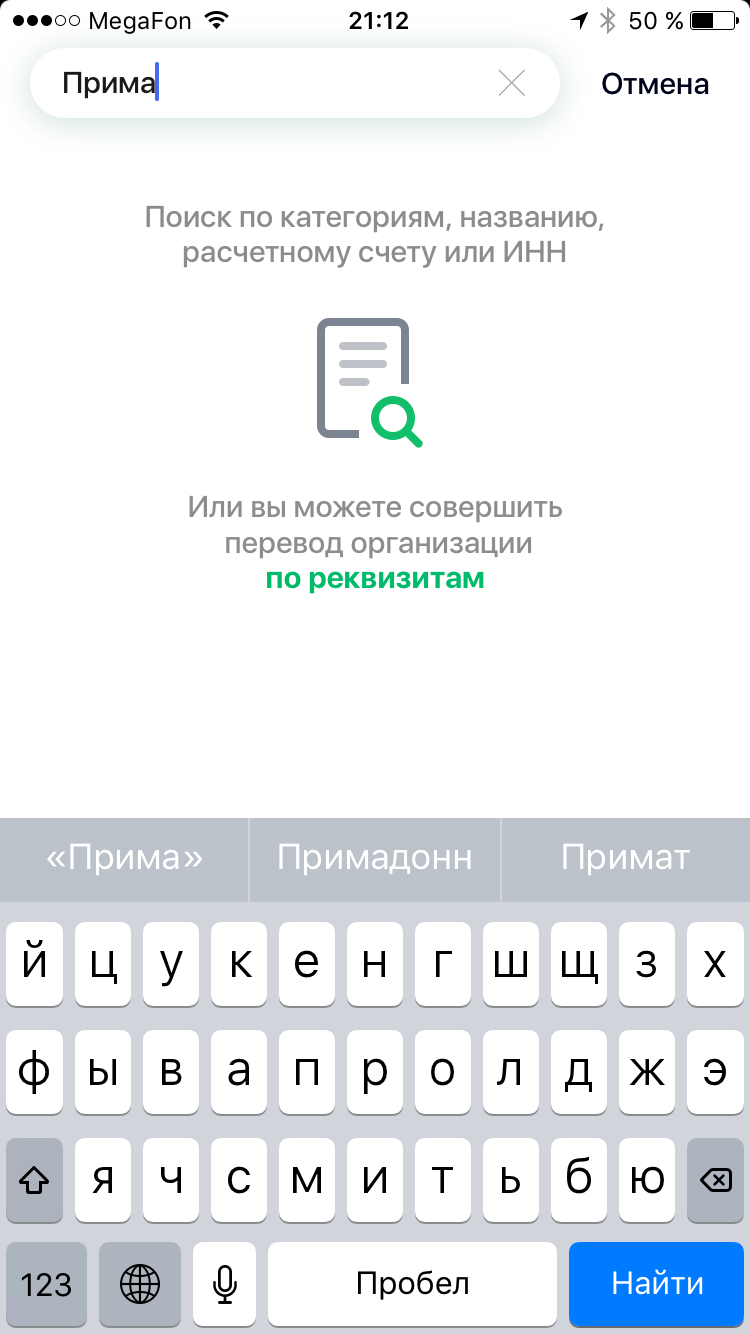 MegaFon 21:12 50 %
Прима Отмена
Поиск по категориям, названию,
расчетному счету или ИНН
Или вы можете совершить
перевод организации
по реквизитам
«Прима» Примадонн Примат
й ц у к е н г ш щ з х
ф ы в а п р о л д ж э
я ч с м и т ь б ю
123 Пробел Найти